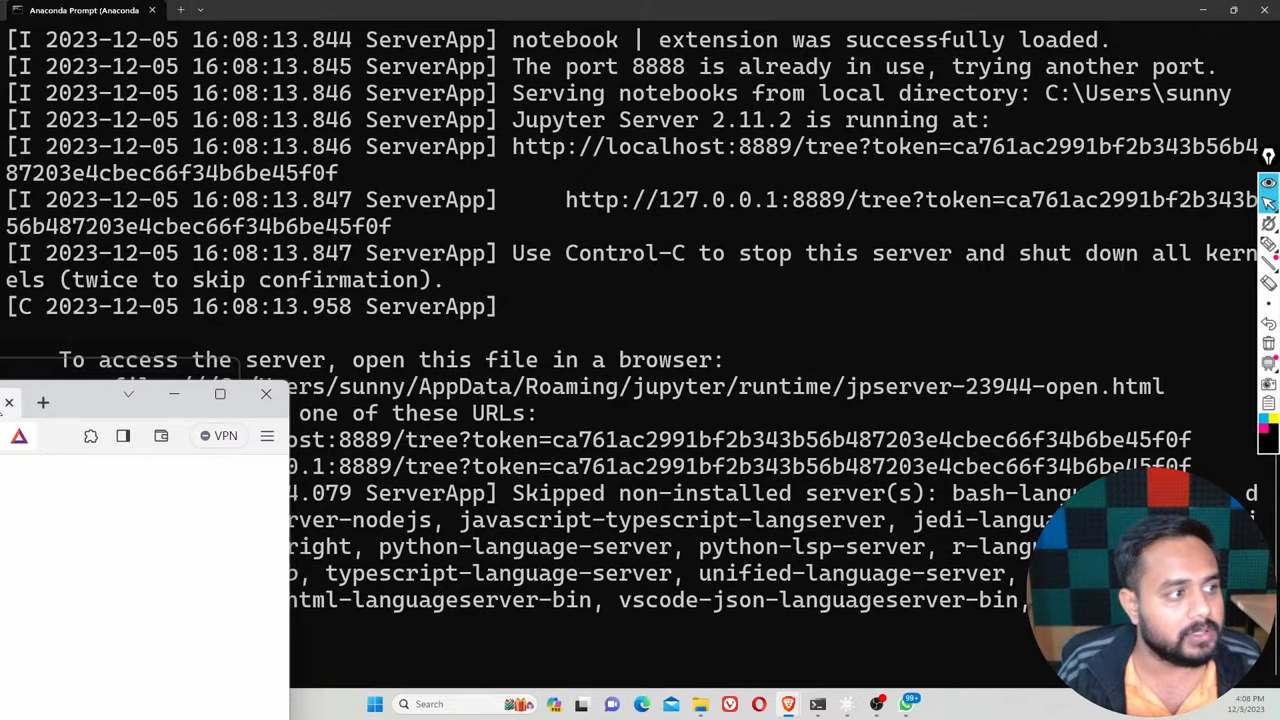 Anaconda Prompt (Anaconda
[I 2023-12-05 16:08:13.844 ServerApp] notebook | extension was successfully loaded.
[I 2023-12-05 16:08:13.845 ServerApp] The port 8888 is already in use, trying another port.
[I 2023-12-05 16:08:13.846 ServerApp] Serving notebooks from local directory: C:\Users\sunny
[I 2023-12-05 16:08:13.846 ServerApp] Jupyter Server 2.11.2 is running at:
[I 2023-12-05 16:08:13.846 ServerApp] http://localhost:8889/tree?token=ca761ac2991bf2b343b56b4
87203e4cbec66f34b6be45f0f
[I 2023-12-05 16:08:13.847 ServerApp]     http://127.0.0.1:8889/tree?token=ca761ac2991bf2b343b
56b487203e4cbec66f34b6be45f0f
[I 2023-12-05 16:08:13.847 ServerApp] Use Control-C to stop this server and shut down all kern
els (twice to skip confirmation).
[C 2023-12-05 16:08:13.958 ServerApp]
To access the server, open this file in a browser:
ers/sunny/AppData/Roaming/jupyter/runtime/jpserver-23944-open.html
one of these URLs:
ost:8889/tree?token=ca761ac2991bf2b343b56b487203e4cbec66f34b6be45f0f
0.1:8889/tree?token=ca761ac2991bf2b343b56b487203e4cbec66f34b6be45f0f
VPN
4.079 ServerApp] Skipped non-installed server(s): bash-langu
rver-nodejs, javascript-typescript-langserver, jedi-langua
right, python-language-server, python-lsp-server, r-lang
typescript-language-server, unified-language-server,
html-languageserver-bin, vscode-json-languageserver-bin,
Search
99+
4:08 PM
12/5/2023